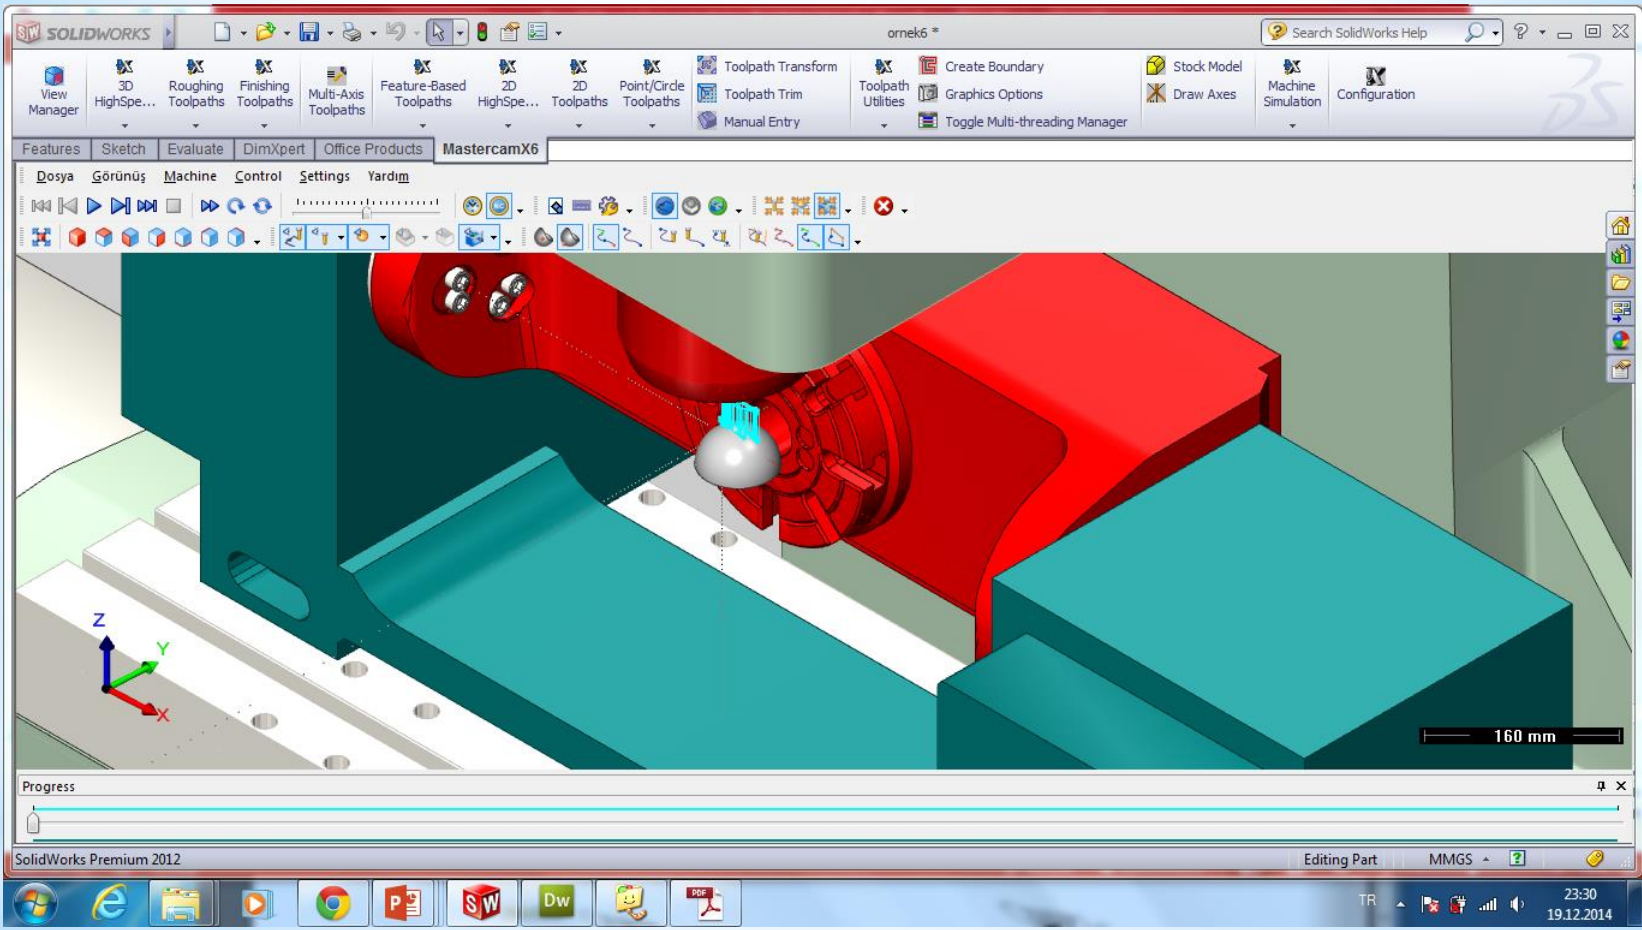 SOLIDWORKS
ornek6 *
Search SolidWorks Help
View Manager
3D HighSpe...
Roughing Toolpaths
Finishing Toolpaths
Multi-Axis Toolpaths
Feature-Based Toolpaths
2D HighSpe...
2D Toolpaths
Point/Circle Toolpaths
Toolpath Transform
Toolpath Trim
Manual Entry
Toolpath Utilities
Create Boundary
Graphics Options
Toggle Multi-threading Manager
Stock Model
Draw Axes
Machine Simulation
Configuration
Features Sketch Evaluate DimXpert Office Products MastercamX6
Dosya Görünüş Machine Control Settings Yardım
Z
Y
X
160 mm
Progress
SolidWorks Premium 2012 Editing Part MMGS
SW
Dw
PDF
TR
23:30
19.12.2014